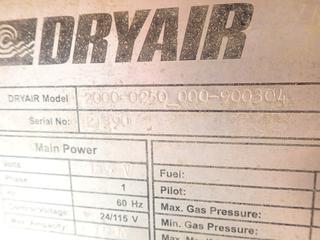 DRYAIR
DRYAIR Model 2000-0250_000-900304
Serial No:
Main Power
Volts
Phase 1 Fuel:
60 Hz Pilot:
Voltage 24/115 V Max. Gas Pressure:
Min. Gas Pressure: